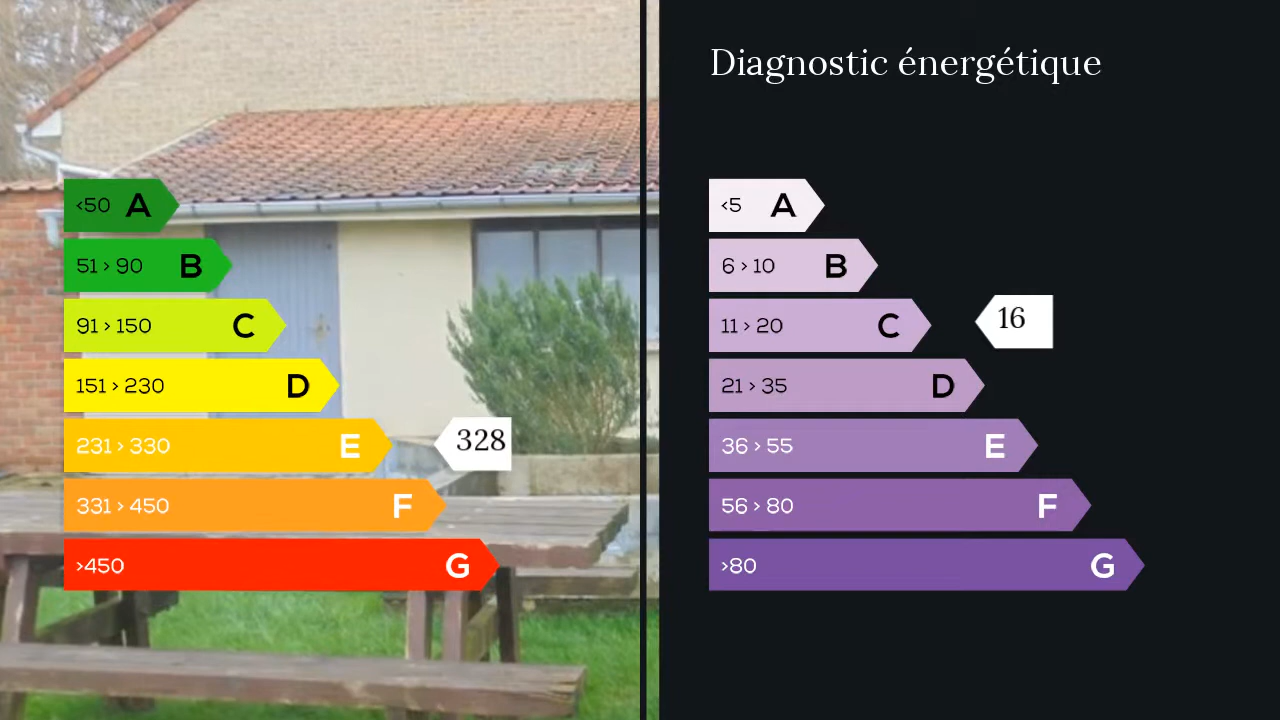 Diagnostic énergétique
<50 A
51 > 90 B
91 > 150 C
151 > 230 D
231 > 330 E
328
331 > 450 F
>450 G
<5 A
6 > 10 B
11 > 20 C
16
21 > 35 D
36 > 55 E
56 > 80 F
>80 G